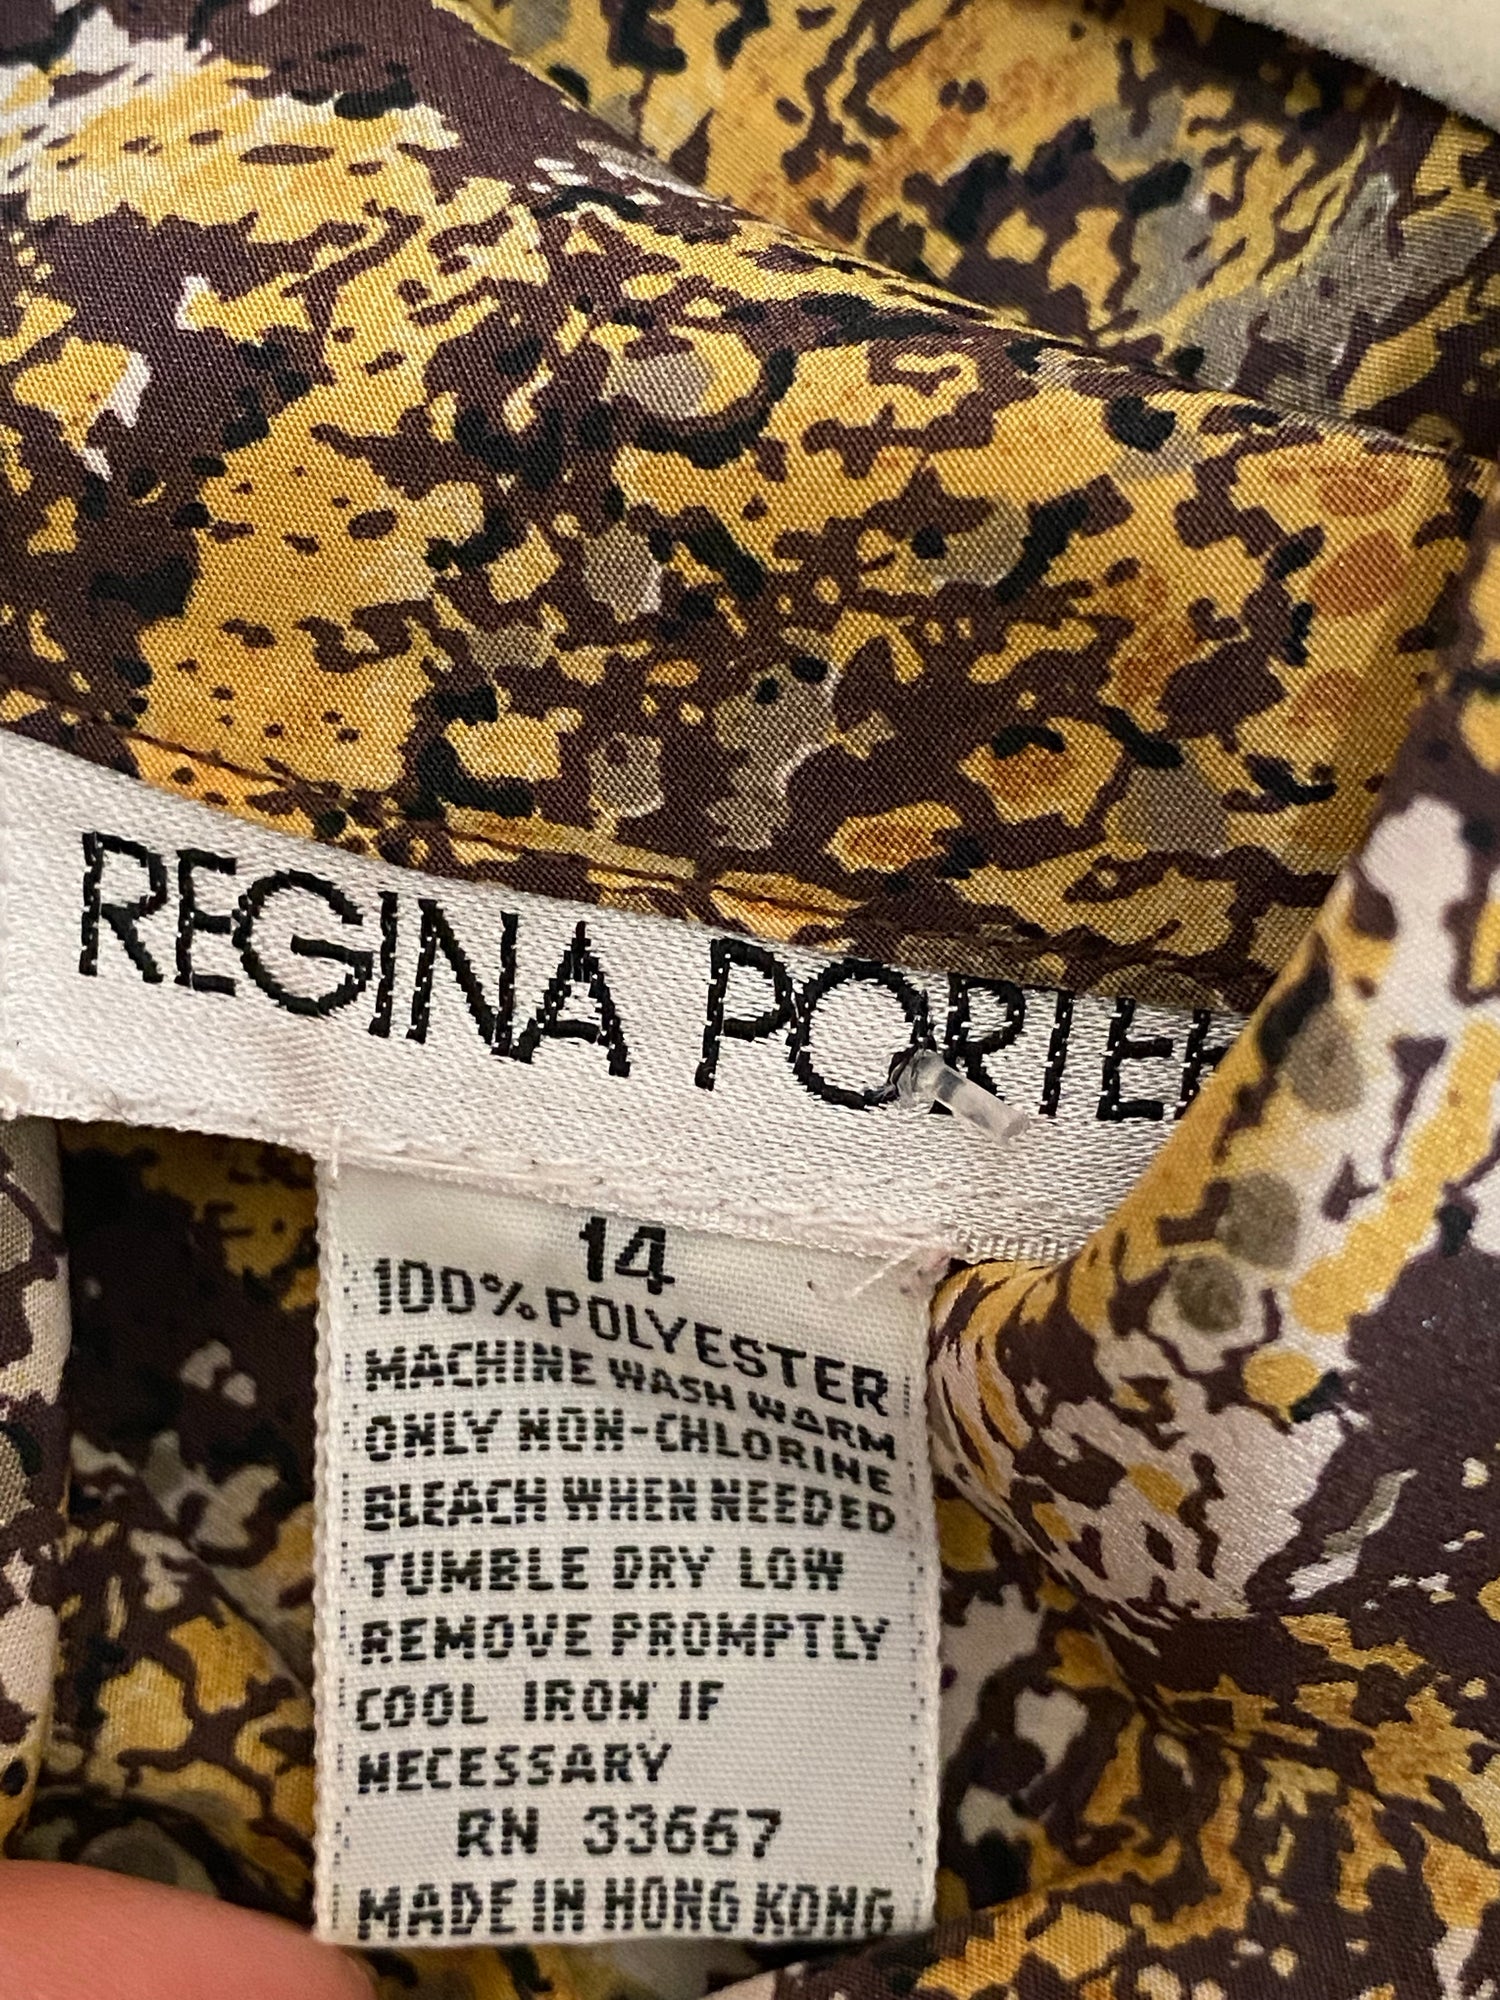 REGINA PORTER
14
100% POLYESTER
MACHINE WASH WARM
ONLY NON-CHLORINE
BLEACH WHEN NEEDED
TUMBLE DRY LOW
REMOVE PROMPTLY
COOL IRON IF
NECESSARY
RN 33667
MADE IN HONG KONG